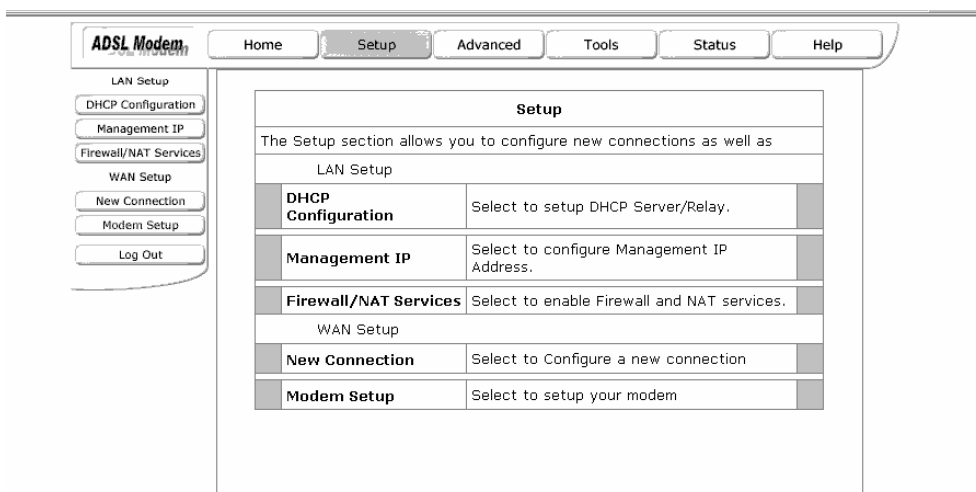 ADSL Modem
Home
Setup
Advanced
Tools
Status
Help
LAN Setup
DHCP Configuration
Management IP
Firewall/NAT Services
WAN Setup
New Connection
Modem Setup
Log Out
Setup
The Setup section allows you to configure new connections as well as
LAN Setup
DHCP
Configuration
Select to setup DHCP Server/Relay.
Management IP
Select to configure Management IP
Address.
Firewall/NAT Services
Select to enable Firewall and NAT services.
WAN Setup
New Connection
Select to Configure a new connection
Modem Setup
Select to setup your modem